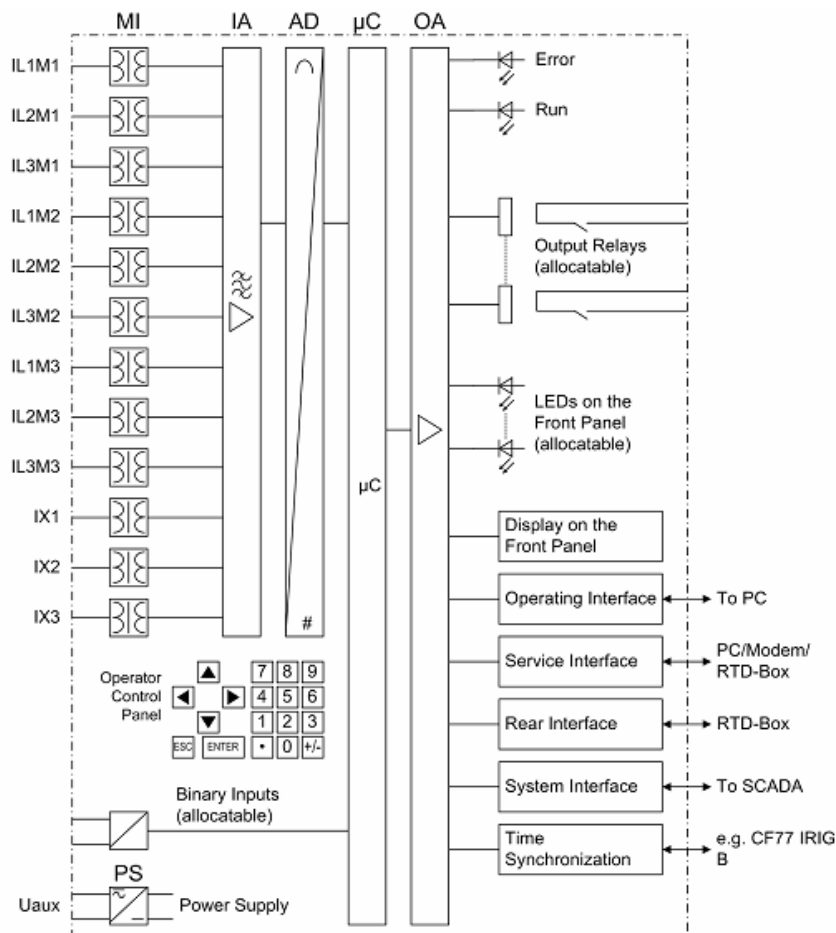 MI IA AD µC OA
IL1M1
IL2M1
IL3M1
IL1M2
IL2M2
IL3M2
IL1M3
IL2M3
IL3M3
IX1
IX2
IX3
#
µC
Error
Run
Output Relays
(allocatable)
LEDs on the
Front Panel
(allocatable)
Display on the
Front Panel
Operating Interface
To PC
Service Interface
PC/Modem/
RTD-Box
Rear Interface
RTD-Box
System Interface
To SCADA
Time
Synchronization
e.g. CF77 IRIG
B
Operator
Control
Panel
7 8 9
4 5 6
1 2 3
ESC ENTER • 0 +/-
Binary Inputs
(allocatable)
PS
Uaux
Power Supply